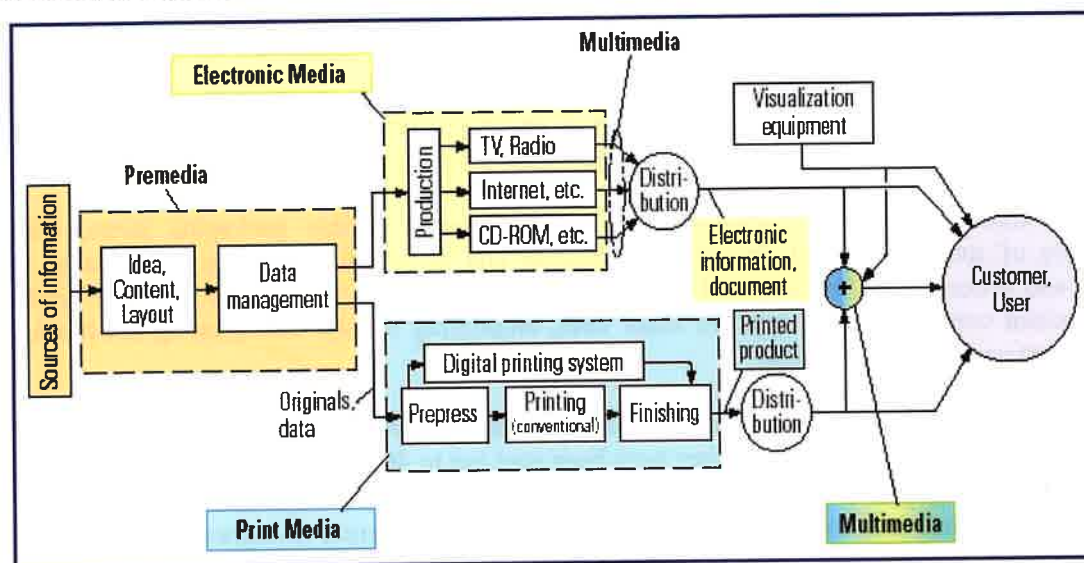 Multimedia
Electronic Media
Visualization
equipment
TV, Radio
Premedia
Production
Internet, etc.
Distri-
bution
CD-ROM, etc.
Sources of information
Idea,
Content,
Layout
Data
management
Electronic
information,
document
+
Customer,
User
Printed
product
Digital printing system
Originals,
data
Prepress
Printing
(conventional)
Finishing
Distri-
bution
Print Media
Multimedia